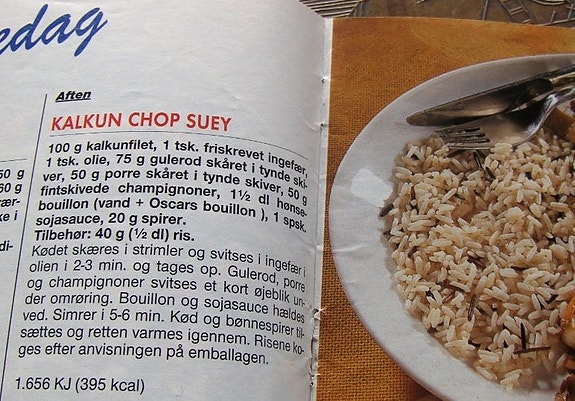 edag
Aften
KALKUN CHOP SUEY
100 g kalkunfilet, 1 tsk. friskrevet ingefær,
1 tsk. olie, 75 g gulerod skåret i tynde ski-
ver, 50 g porre skåret i tynde skiver, 50 g
fintskivede champignoner, 1½ dl hønse-
bouillon (vand + Oscars bouillon ), 1 spsk.
sojasauce, 20 g spirer.
Tilbehør: 40 g (½ dl) ris.
Kødet skæres i strimler og svitses i ingefær i
olien i 2-3 min. og tages op. Gulerod, porre
og champignoner svitses et kort øjeblik un-
der omrøring. Bouillon og sojasauce hældes
ved. Simrer i 5-6 min. Kød og bønnespirer til-
sættes og retten varmes igennem. Risene ko-
ges efter anvisningen på emballagen.
1.656 KJ (395 kcal)